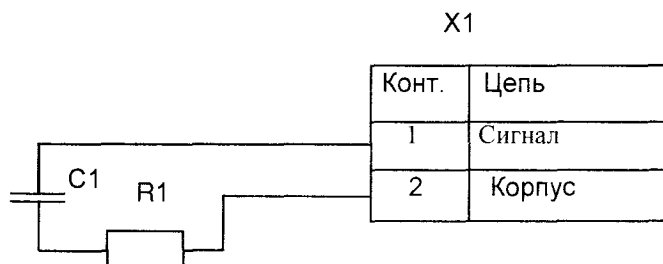 X1
Конт. Цепь
1 Сигнал
C1
R1
2 Корпус